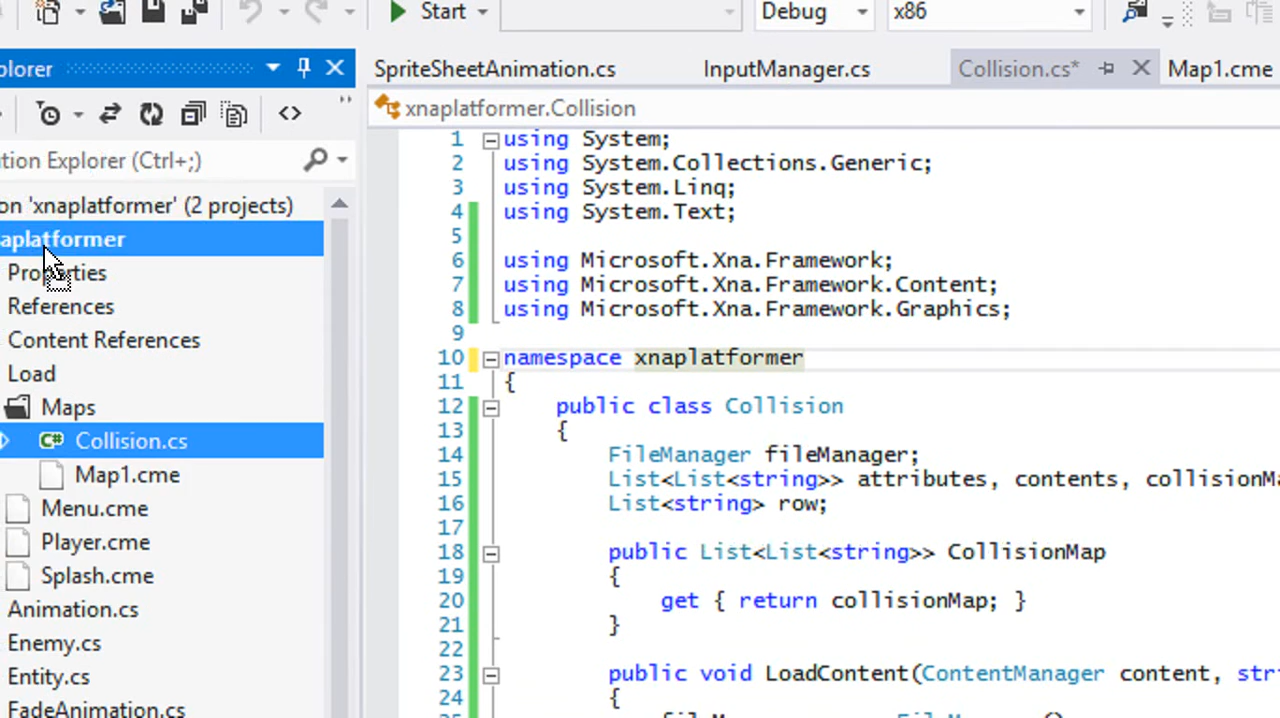 Start
Debug
x86
plorer
SpriteSheetAnimation.cs
InputManager.cs
Collision.cs*
Map1.cme
xnaplatformer.Collision
tion Explorer (Ctrl+;)
on 'xnaplatformer' (2 projects)
aplatformer
Properties
References
Content References
Load
Maps
C# Collision.cs
Map1.cme
Menu.cme
Player.cme
Splash.cme
Animation.cs
Enemy.cs
Entity.cs
FadeAnimation.cs
1 using System;
2 using System.Collections.Generic;
3 using System.Linq;
4 using System.Text;
5
6 using Microsoft.Xna.Framework;
7 using Microsoft.Xna.Framework.Content;
8 using Microsoft.Xna.Framework.Graphics;
9
10 namespace xnaplatformer
11 {
12 public class Collision
13 {
14 FileManager fileManager;
15 List<List<string>> attributes, contents, collisionMa
16 List<string> row;
17
18 public List<List<string>> CollisionMap
19 {
20 get { return collisionMap; }
21 }
22
23 public void LoadContent(ContentManager content, stri
24 {